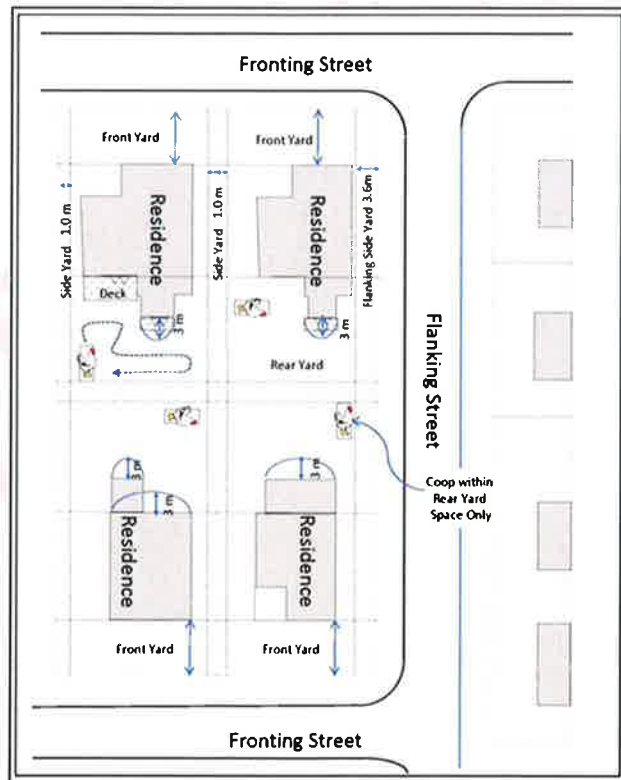 Fronting Street
Front Yard
Front Yard
Side Yard 1.0 m
Residence
Side Yard 1.0 m
Residence
Flanking Side Yard 3.6m
Deck
3 m
3 m
Rear Yard
Flanking Street
Coop within
Rear Yard
Space Only
3 m
3 m
3 m
Residence
Residence
Front Yard
Front Yard
Fronting Street